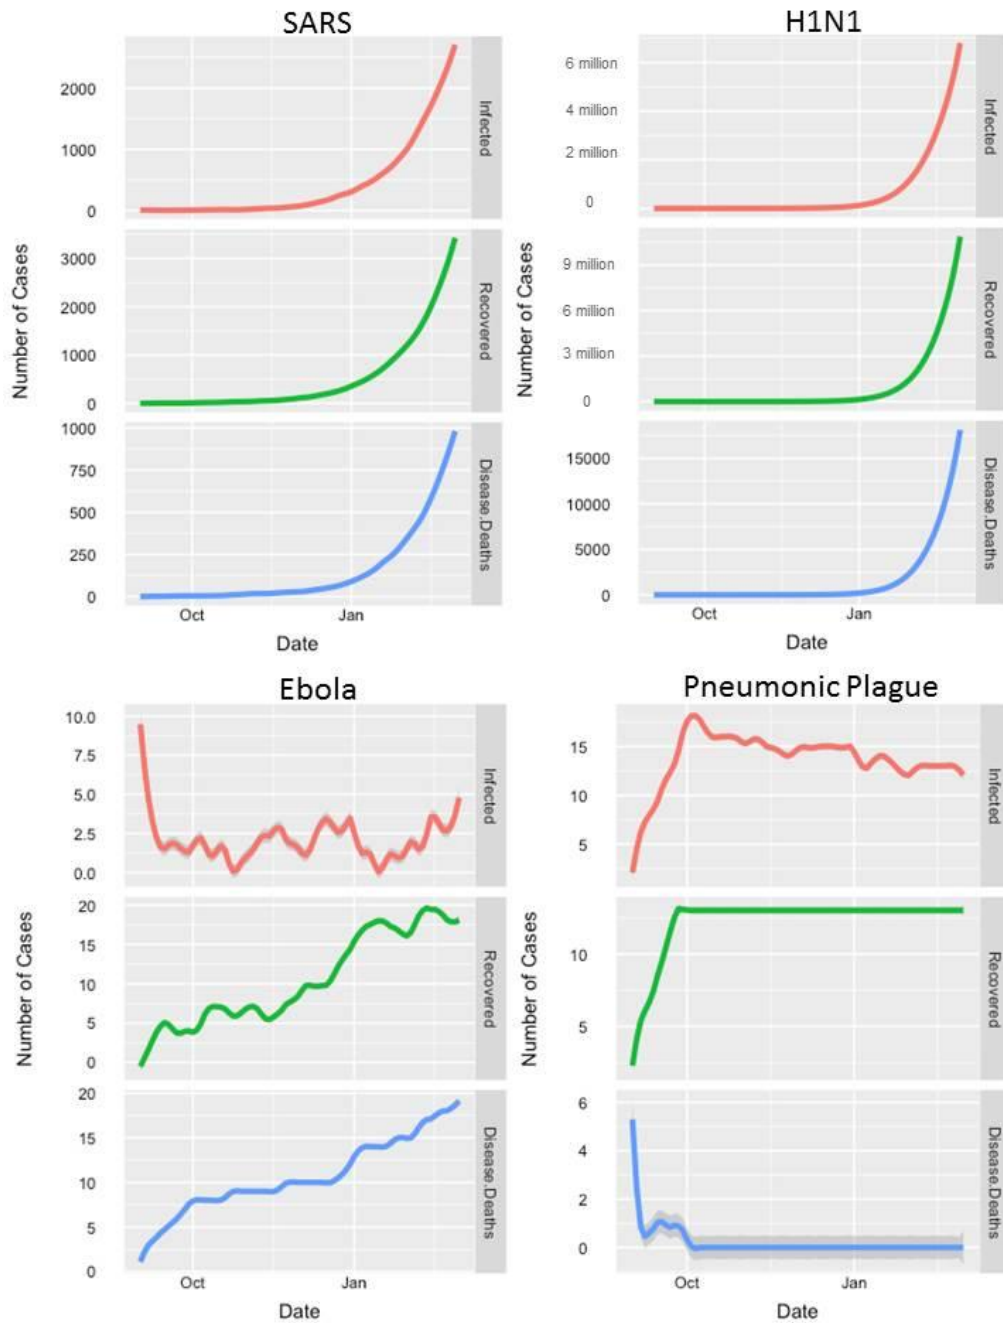 SARS
2000
1000
0
Infected
3000
2000
1000
0
Recovered
1000
750
500
250
0
Disease.Deaths
Number of Cases
Oct
Jan
Date
H1N1
6 million
4 million
2 million
0
Infected
9 million
6 million
3 million
0
Recovered
15000
10000
5000
0
Disease.Deaths
Number of Cases
Oct
Jan
Date
Ebola
10.0
7.5
5.0
2.5
0.0
Infected
20
15
10
5
0
Recovered
20
15
10
5
0
Disease.Deaths
Number of Cases
Oct
Jan
Date
Pneumonic Plague
15
10
5
Infected
10
5
Recovered
6
4
2
0
Disease.Deaths
Number of Cases
Oct
Jan
Date